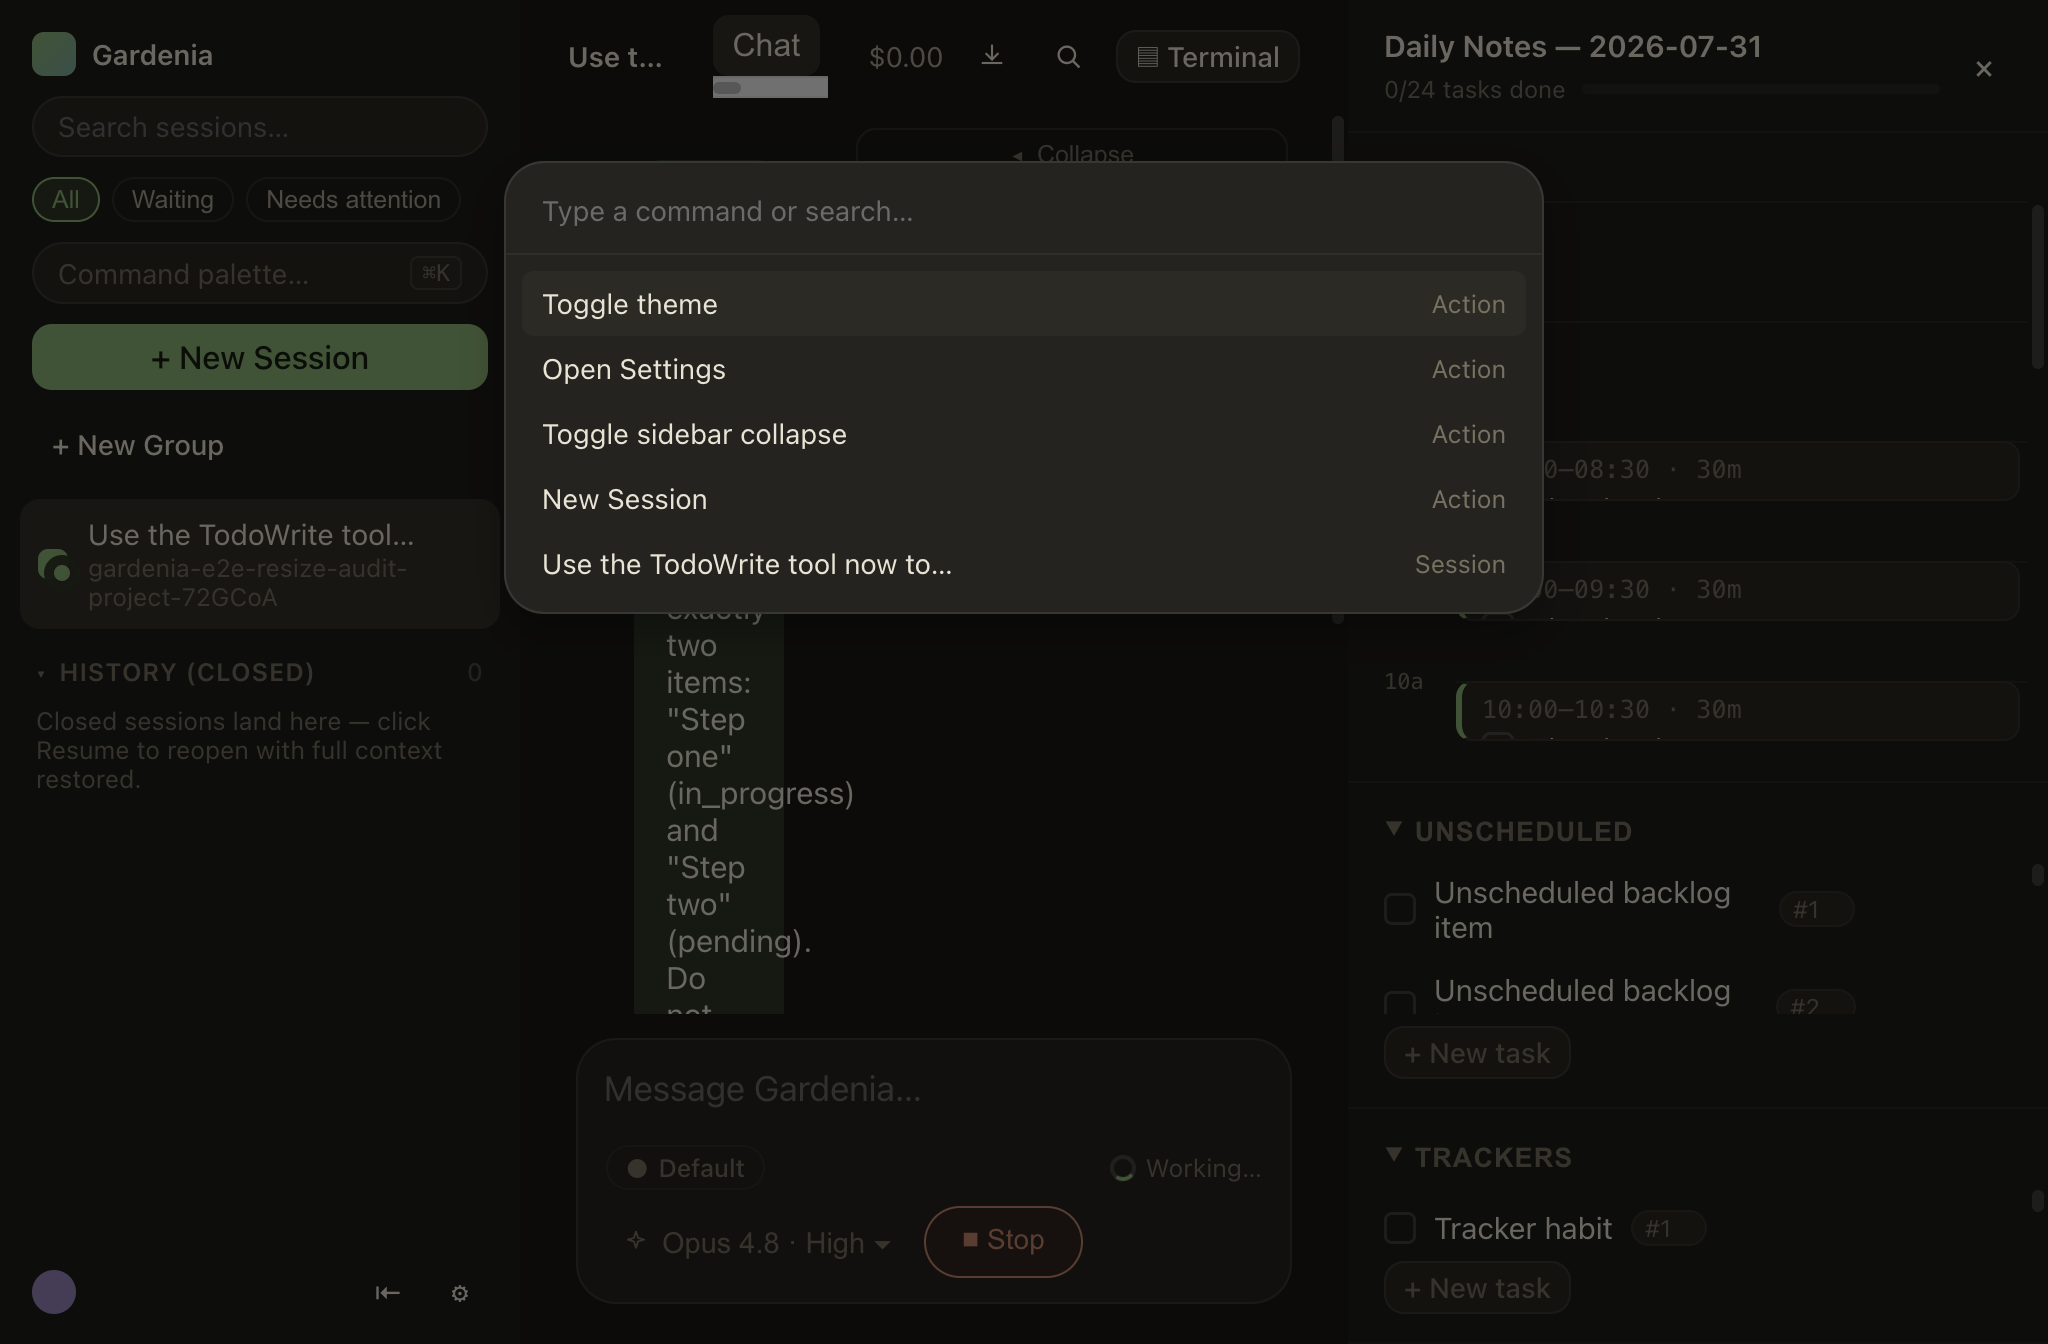 Gardenia
Search sessions...
All
Waiting
Needs attention
Command palette...
⌘K
+ New Session
+ New Group
Use the TodoWrite tool...
gardenia-e2e-resize-audit-
project-72GCoA
HISTORY (CLOSED)
0
Closed sessions land here — click
Resume to reopen with full context
restored.
Use t...
Chat
$0.00
Terminal
Collapse
Type a command or search...
Toggle theme
Action
Open Settings
Action
Toggle sidebar collapse
Action
New Session
Action
Use the TodoWrite tool now to...
Session
exactly
two
items:
"Step
one"
(in_progress)
and
"Step
two"
(pending).
Do
not
Message Gardenia...
Default
Working...
Opus 4.8 · High
Stop
Daily Notes — 2026-07-31
0/24 tasks done
0–08:30 · 30m
0–09:30 · 30m
10a
10:00–10:30 · 30m
UNSCHEDULED
Unscheduled backlog
item
#1
Unscheduled backlog
#2
+ New task
TRACKERS
Tracker habit
#1
+ New task